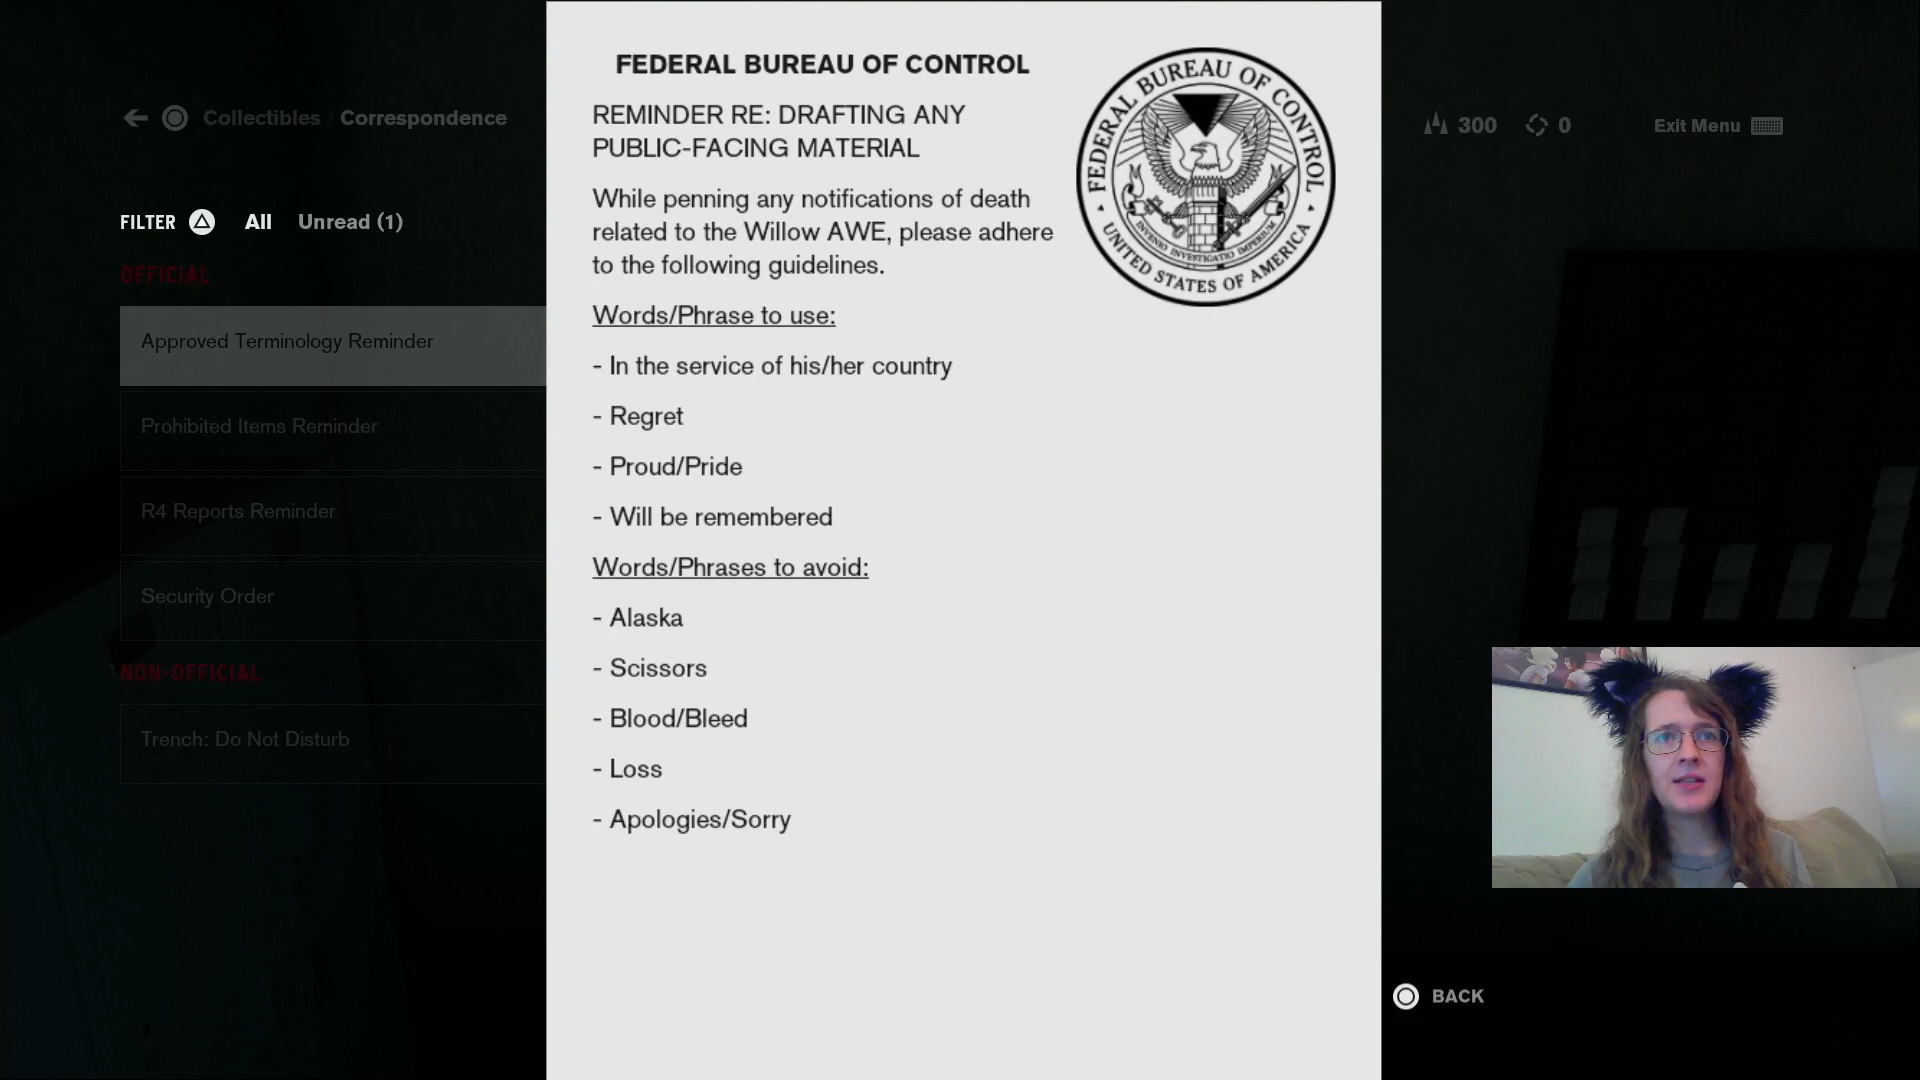 FEDERAL BUREAU OF CONTROL
REMINDER RE: DRAFTING ANY
PUBLIC-FACING MATERIAL
While penning any notifications of death
related to the Willow AWE, please adhere
to the following guidelines.
Words/Phrase to use:
- In the service of his/her country
- Regret
- Proud/Pride
- Will be remembered
Words/Phrases to avoid:
- Alaska
- Scissors
- Blood/Bleed
- Loss
- Apologies/Sorry
FEDERAL BUREAU OF CONTROL
UNITED STATES OF AMERICA
INVENIO INVESTIGATIO IMPERIUM
Collectibles / Correspondence
FILTER All Unread (1)
OFFICIAL
Approved Terminology Reminder
Prohibited Items Reminder
R4 Reports Reminder
Security Order
NON-OFFICIAL
Trench: Do Not Disturb
300 0 Exit Menu
BACK